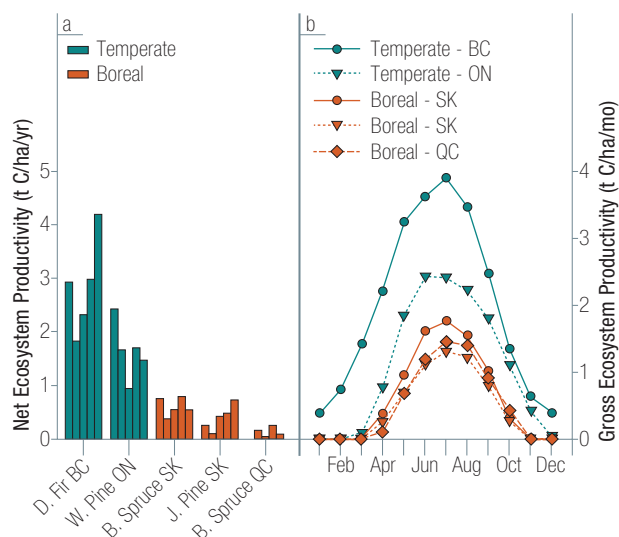 a
Temperate
Boreal
Net Ecosystem Productivity (t C/ha/yr)
5
4
3
2
1
0
D. Fir BC
W. Pine ON
B. Spruce SK
J. Pine SK
B. Spruce QC
b
Temperate - BC
Temperate - ON
Boreal - SK
Boreal - SK
Boreal - QC
4
3
2
1
0
Gross Ecosystem Productivity (t C/ha/mo)
Feb Apr Jun Aug Oct Dec